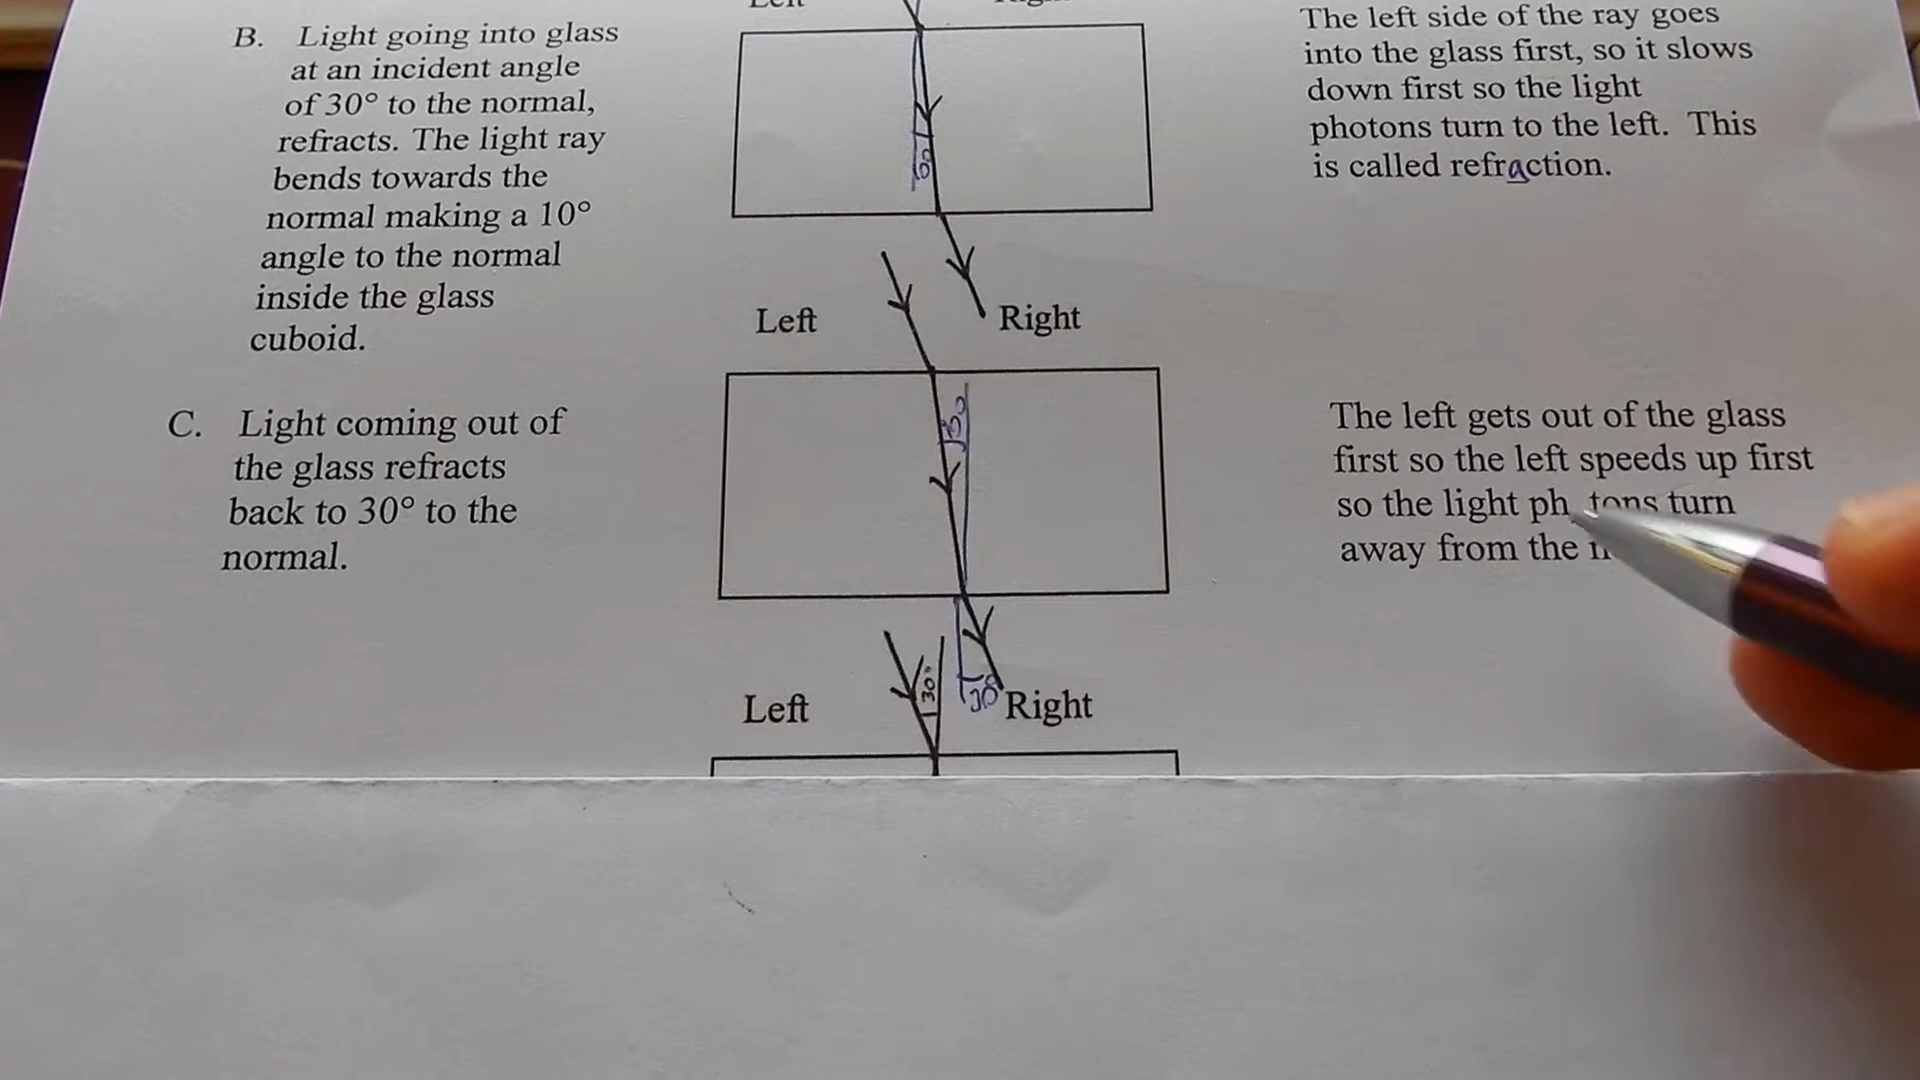 B. Light going into glass
at an incident angle
of 30° to the normal,
refracts. The light ray
bends towards the
normal making a 10°
angle to the normal
inside the glass
cuboid.
The left side of the ray goes
into the glass first, so it slows
down first so the light
photons turn to the left. This
is called refraction.
Left Right
C. Light coming out of
the glass refracts
back to 30° to the
normal.
The left gets out of the glass
first so the left speeds up first
so the light turn
away from the
30°
Left Right